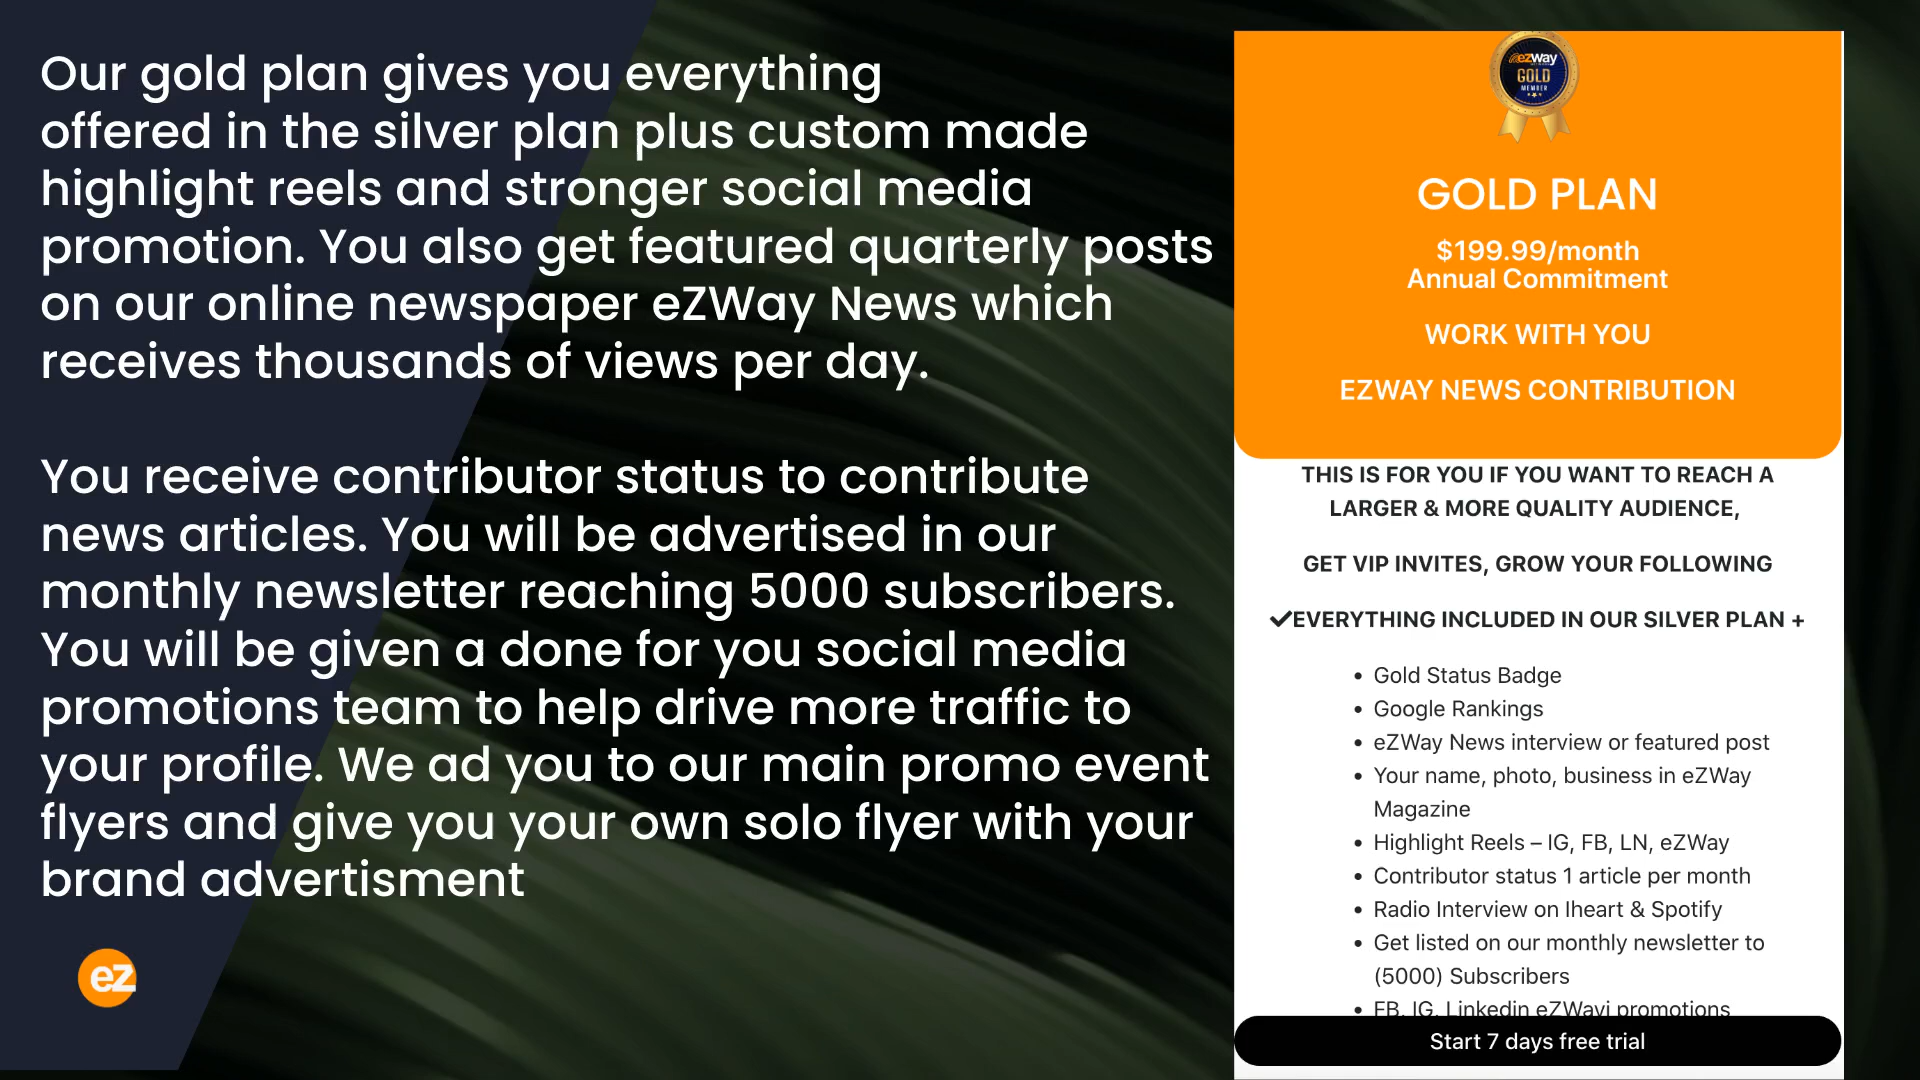 Our gold plan gives you everything
offered in the silver plan plus custom made
highlight reels and stronger social media
promotion. You also get featured quarterly posts
on our online newspaper eZWay News which
receives thousands of views per day.
You receive contributor status to contribute
news articles. You will be advertised in our
monthly newsletter reaching 5000 subscribers.
You will be given a done for you social media
promotions team to help drive more traffic to
your profile. We ad you to our main promo event
flyers and give you your own solo flyer with your
brand advertisment
ez
ezway
GOLD
MEMBER
GOLD PLAN
$199.99/month
Annual Commitment
WORK WITH YOU
EZWAY NEWS CONTRIBUTION
THIS IS FOR YOU IF YOU WANT TO REACH A
LARGER & MORE QUALITY AUDIENCE,
GET VIP INVITES, GROW YOUR FOLLOWING
✓EVERYTHING INCLUDED IN OUR SILVER PLAN +
• Gold Status Badge
• Google Rankings
• eZWay News interview or featured post
• Your name, photo, business in eZWay
Magazine
• Highlight Reels – IG, FB, LN, eZWay
• Contributor status 1 article per month
• Radio Interview on Iheart & Spotify
• Get listed on our monthly newsletter to
(5000) Subscribers
• FB, IG, Linkedin eZWayi promotions
Start 7 days free trial